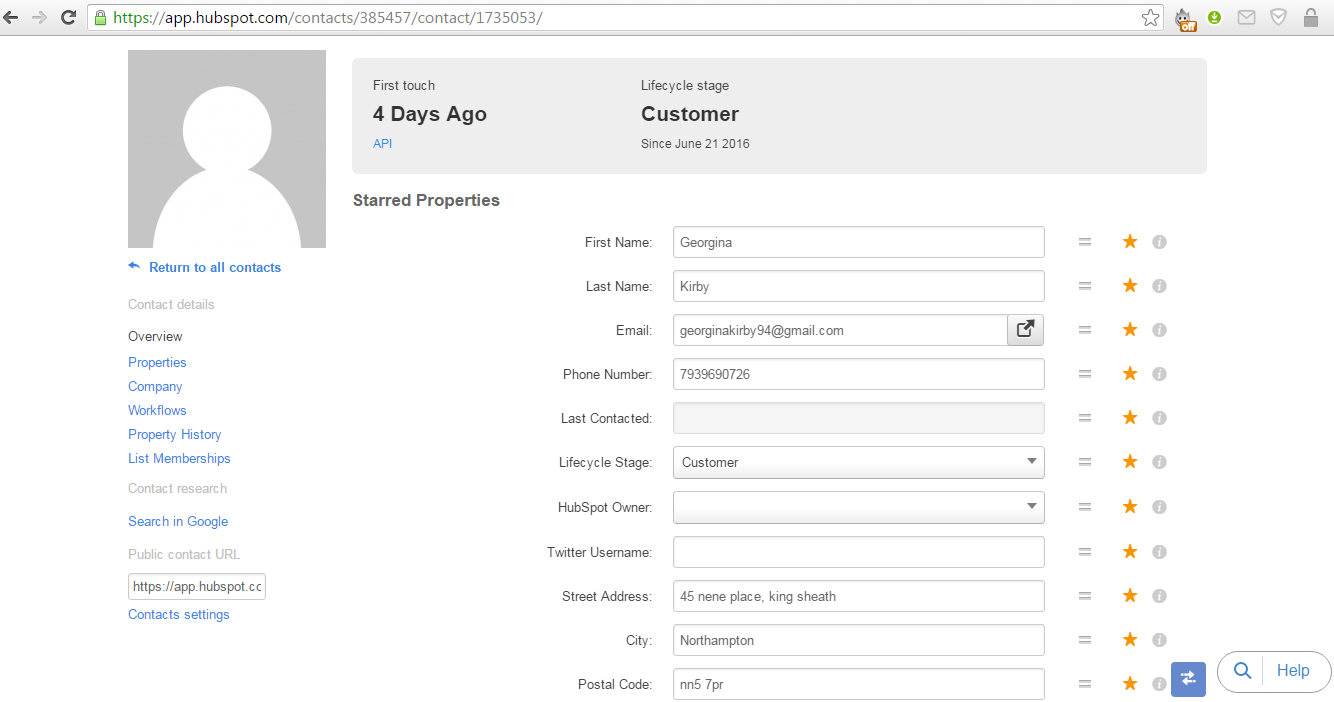 https://app.hubspot.com/contacts/385457/contact/1735053/
off
First touch
4 Days Ago
API
Lifecycle stage
Customer
Since June 21 2016
Return to all contacts
Contact details
Overview
Properties
Company
Workflows
Property History
List Memberships
Contact research
Search in Google
Public contact URL
https://app.hubspot.cc
Contacts settings
Starred Properties
First Name: Georgina
Last Name: Kirby
Email: georginakirby94@gmail.com
Phone Number: 7939690726
Last Contacted:
Lifecycle Stage: Customer
HubSpot Owner:
Twitter Username:
Street Address: 45 nene place, king sheath
City: Northampton
Postal Code: nn5 7pr
Help